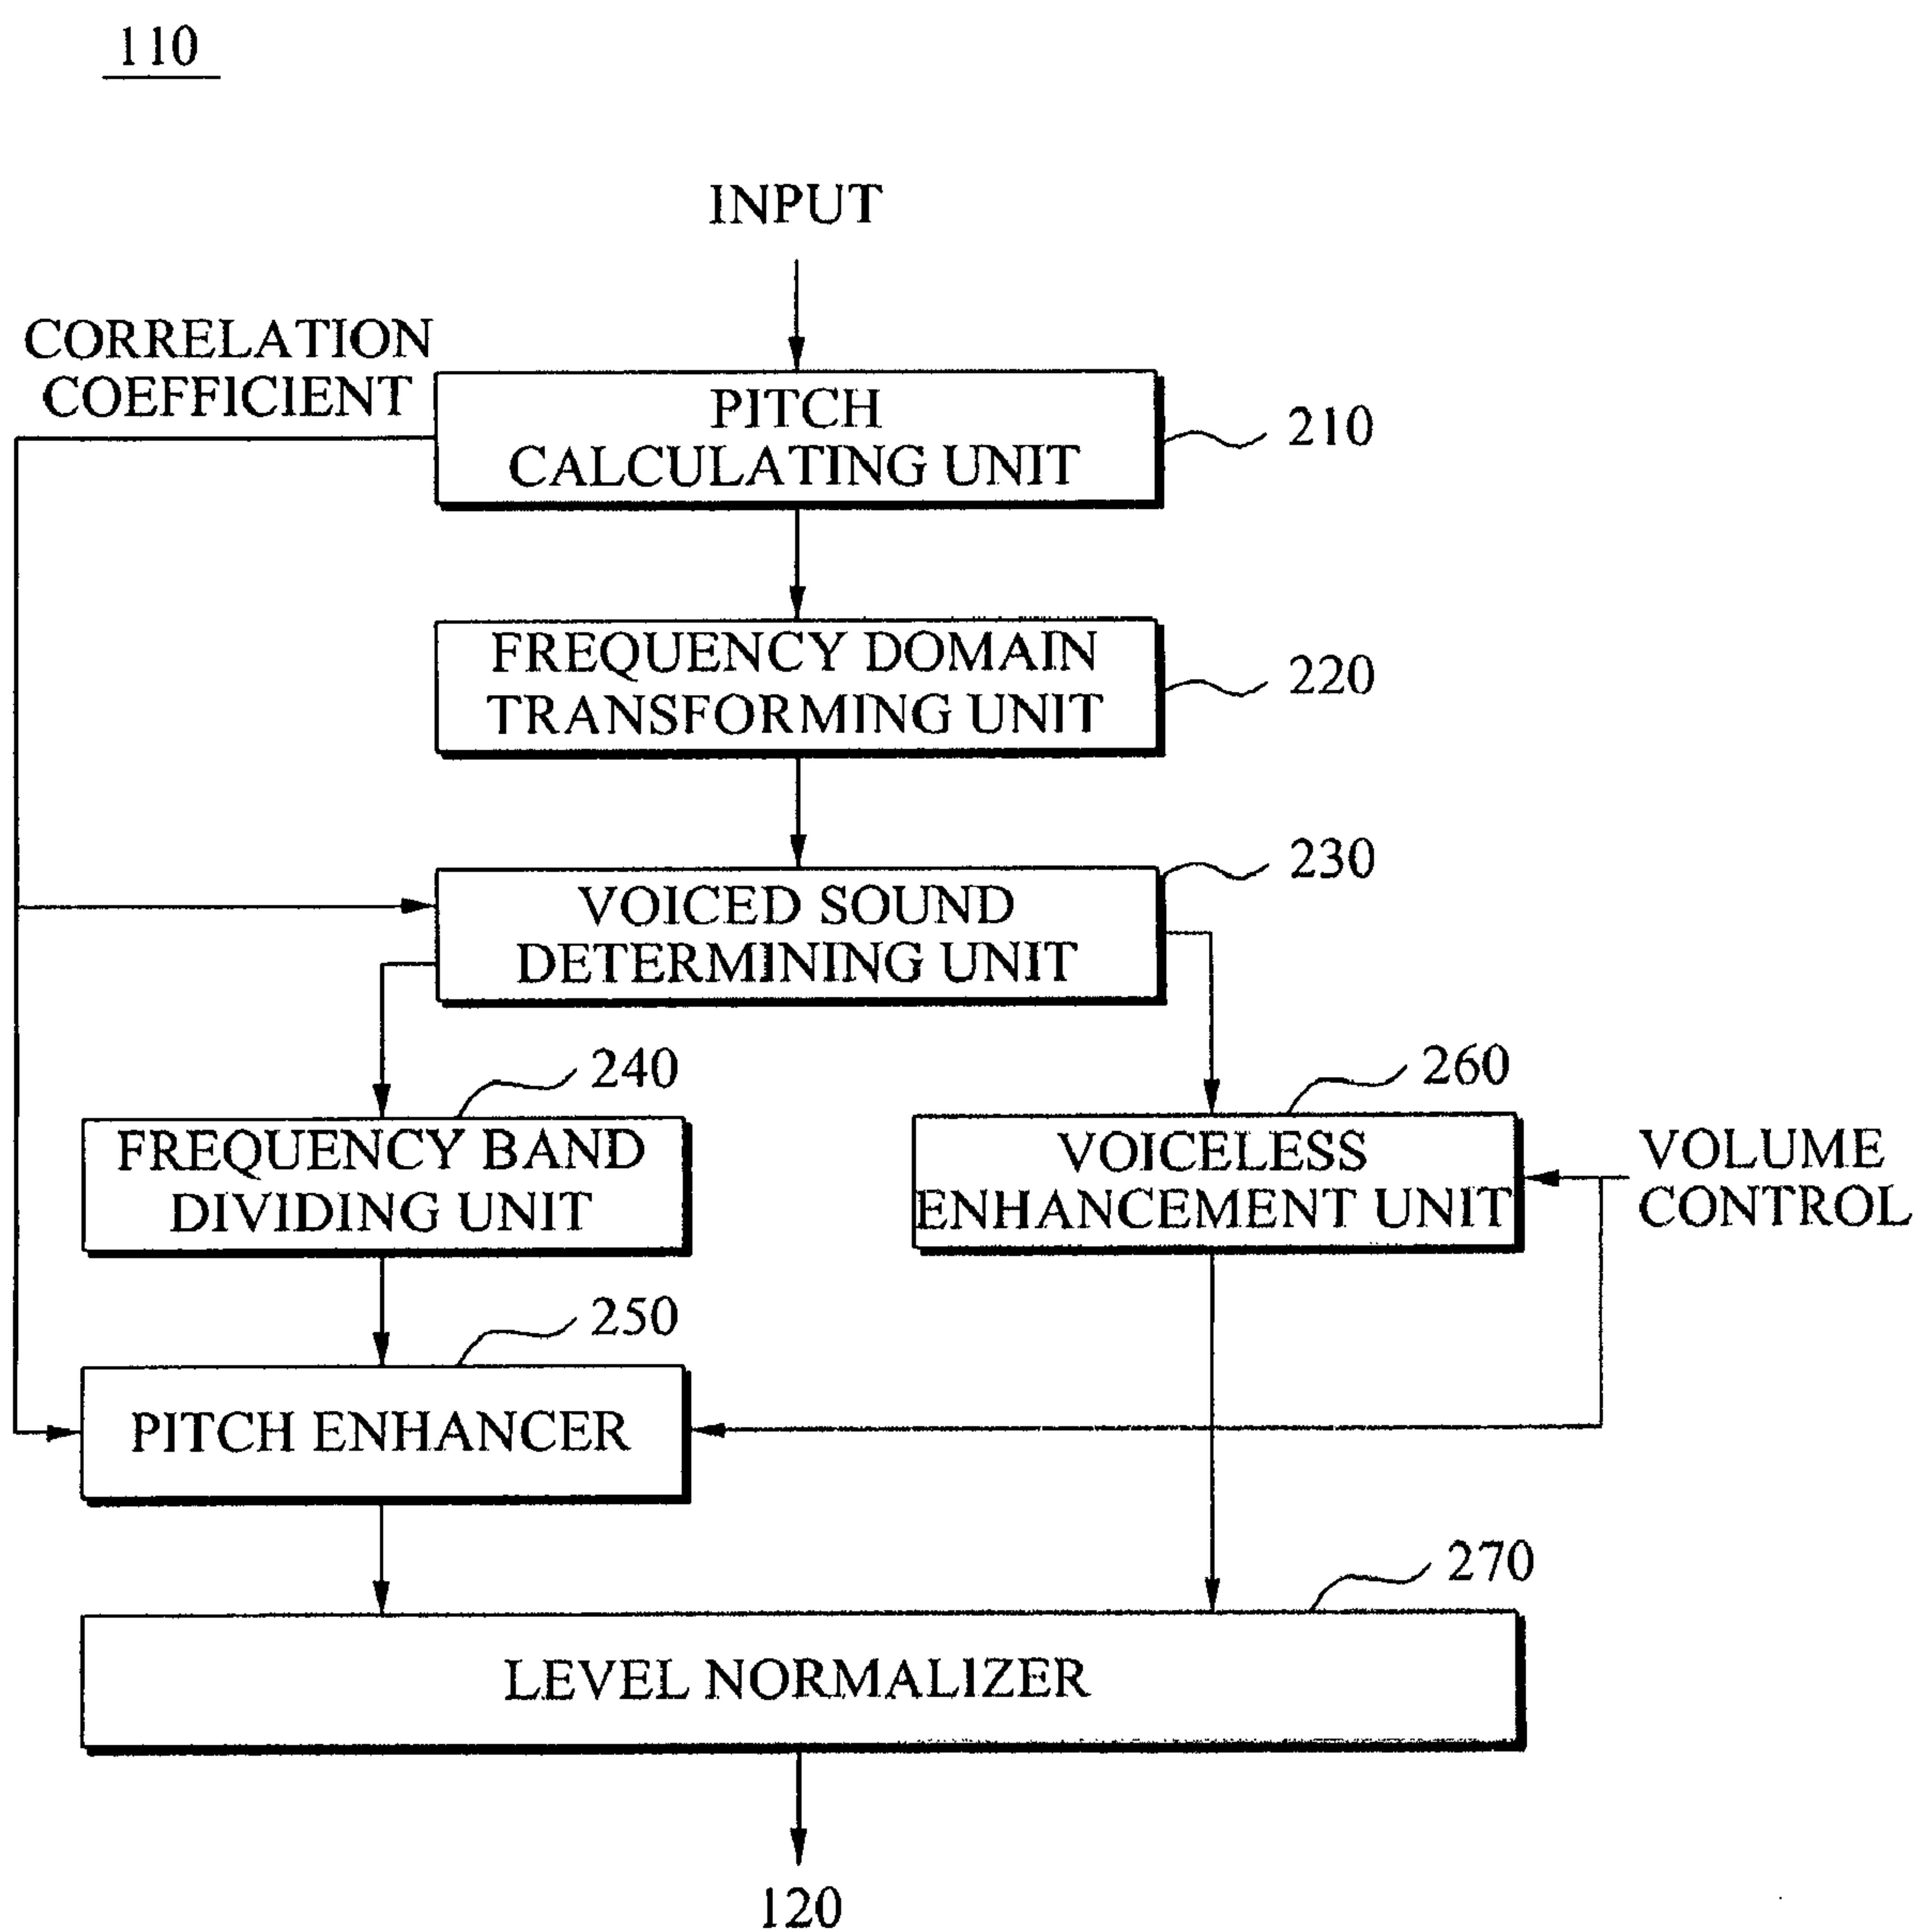 110
INPUT
CORRELATION
COEFFICIENT
PITCH
CALCULATING UNIT
210
FREQUENCY DOMAIN
TRANSFORMING UNIT
220
VOICED SOUND
DETERMINING UNIT
230
240
FREQUENCY BAND
DIVIDING UNIT
260
VOICELESS
ENHANCEMENT UNIT
VOLUME
CONTROL
250
PITCH ENHANCER
270
LEVEL NORMALIZER
120